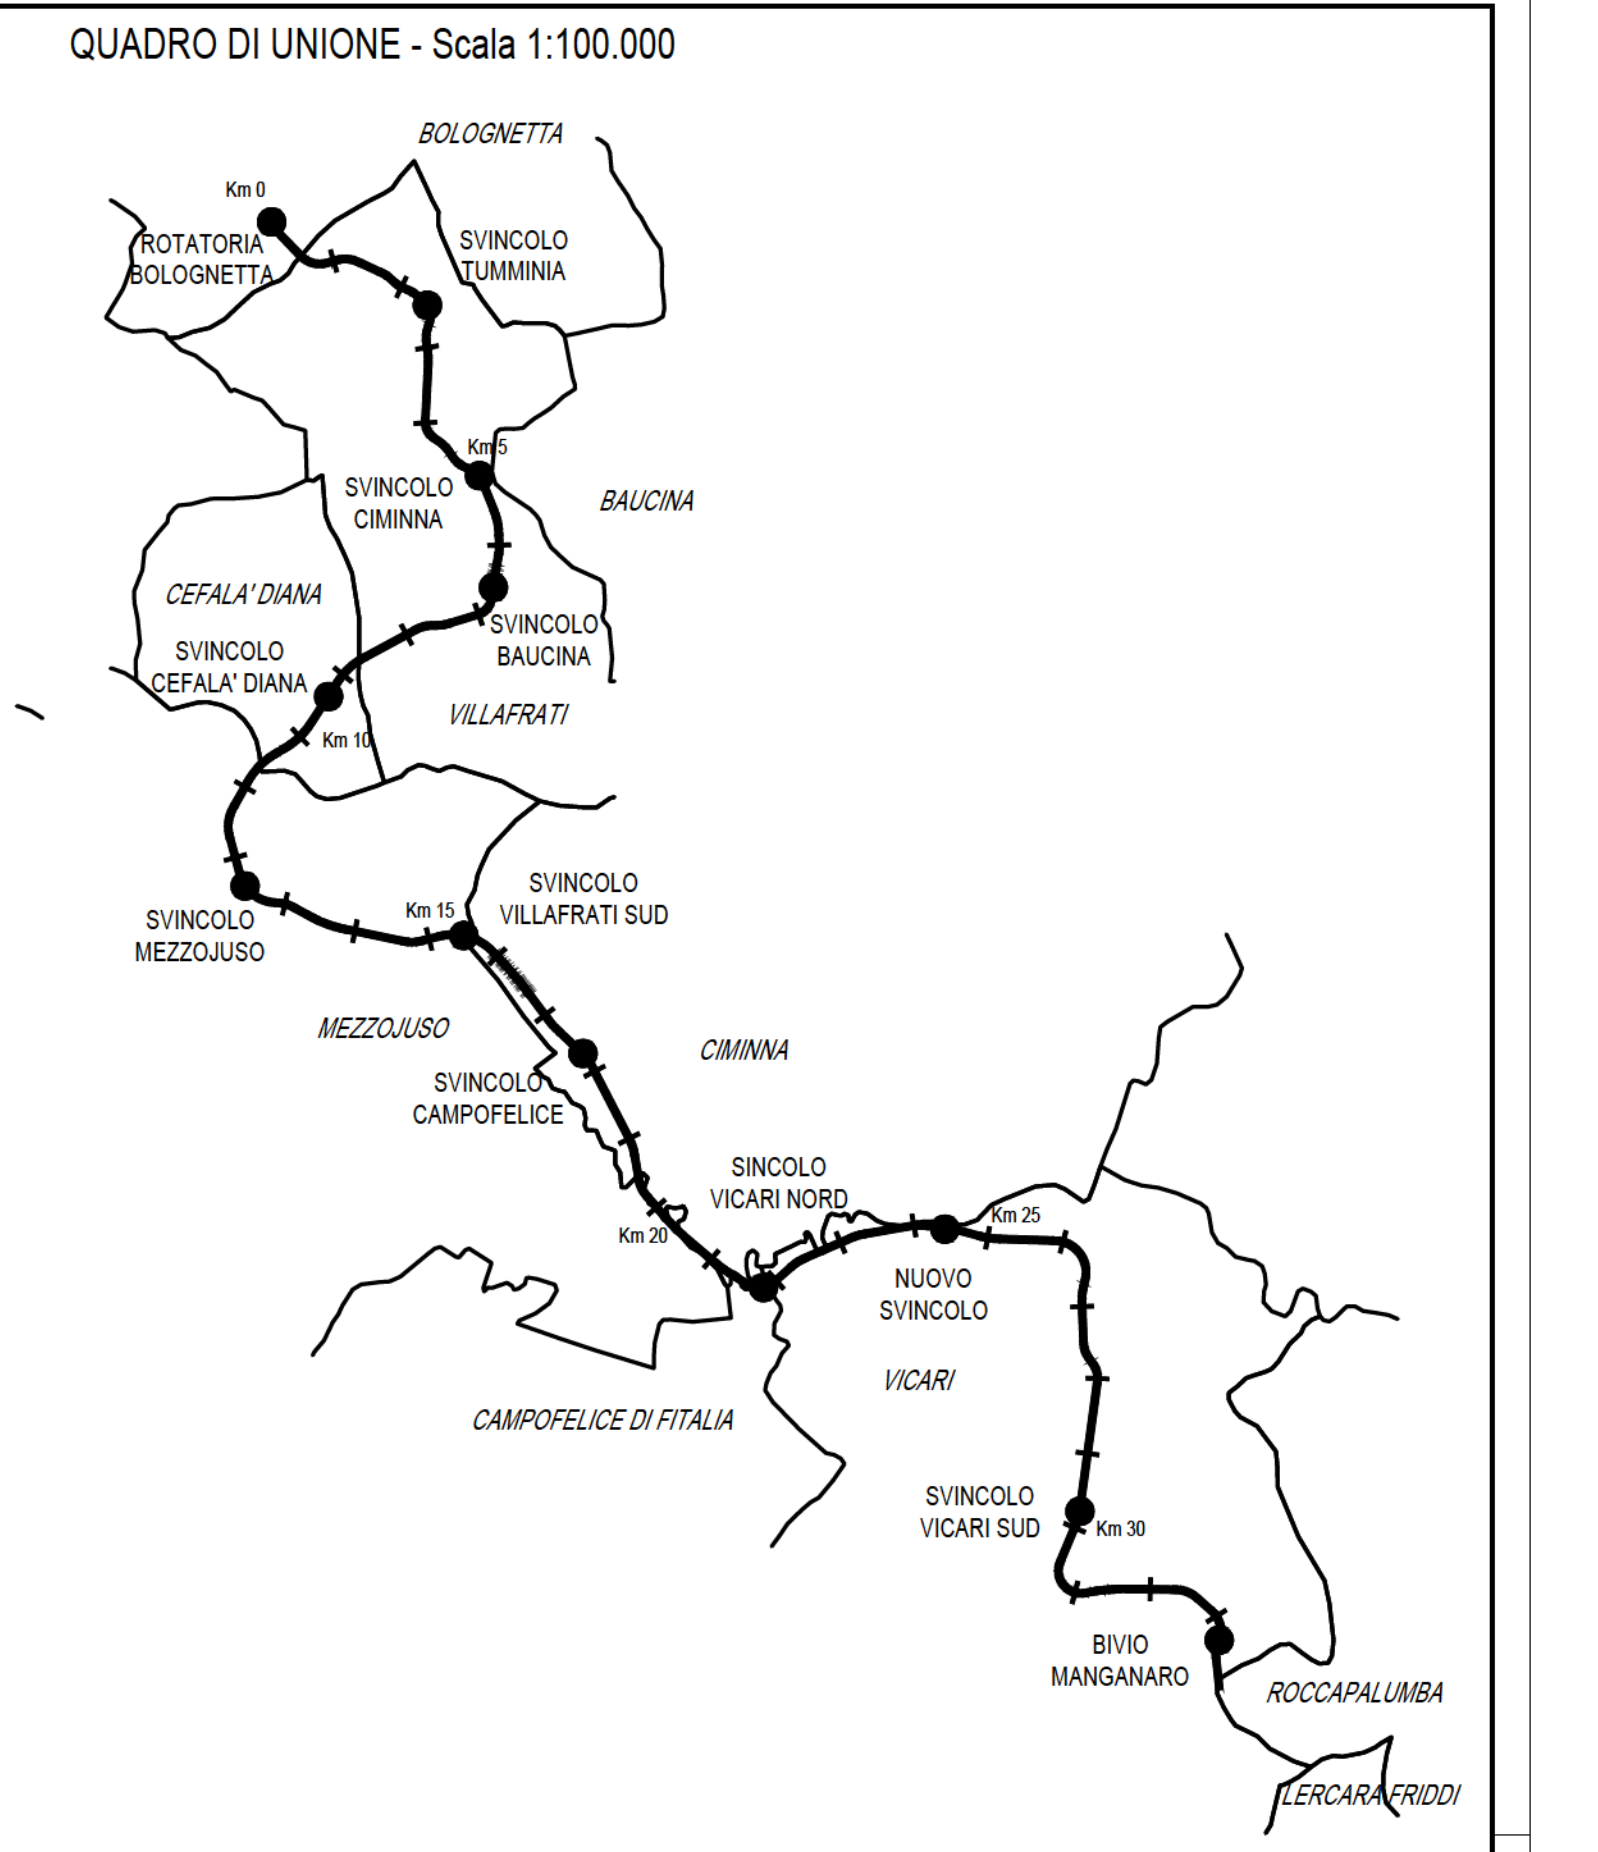 QUADRO DI UNIONE - Scala 1:100.000
BOLOGNETTA
Km 0
ROTATORIA
BOLOGNETTA
SVINCOLO
TUMMINIA
Km 5
SVINCOLO
CIMINNA
BAUCINA
CEFALA' DIANA
SVINCOLO
BAUCINA
SVINCOLO
CEFALA' DIANA
VILLAFRATI
Km 10
SVINCOLO
VILLAFRATI SUD
Km 15
SVINCOLO
MEZZOJUSO
MEZZOJUSO
CIMINNA
SVINCOLO
CAMPOFELICE
SINCOLO
VICARI NORD
Km 20
Km 25
NUOVO
SVINCOLO
VICARI
CAMPOFELICE DI FITALIA
SVINCOLO
VICARI SUD
Km 30
BIVIO
MANGANARO
ROCCAPALUMBA
LERCARA FRIDDI